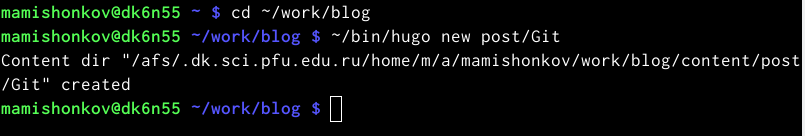 mamishonkov@dk6n55 ~ $ cd ~/work/blog
mamishonkov@dk6n55 ~/work/blog $ ~/bin/hugo new post/Git
Content dir "/afs/.dk.sci.pfu.edu.ru/home/m/a/mamishonkov/work/blog/content/post
/Git" created
mamishonkov@dk6n55 ~/work/blog $